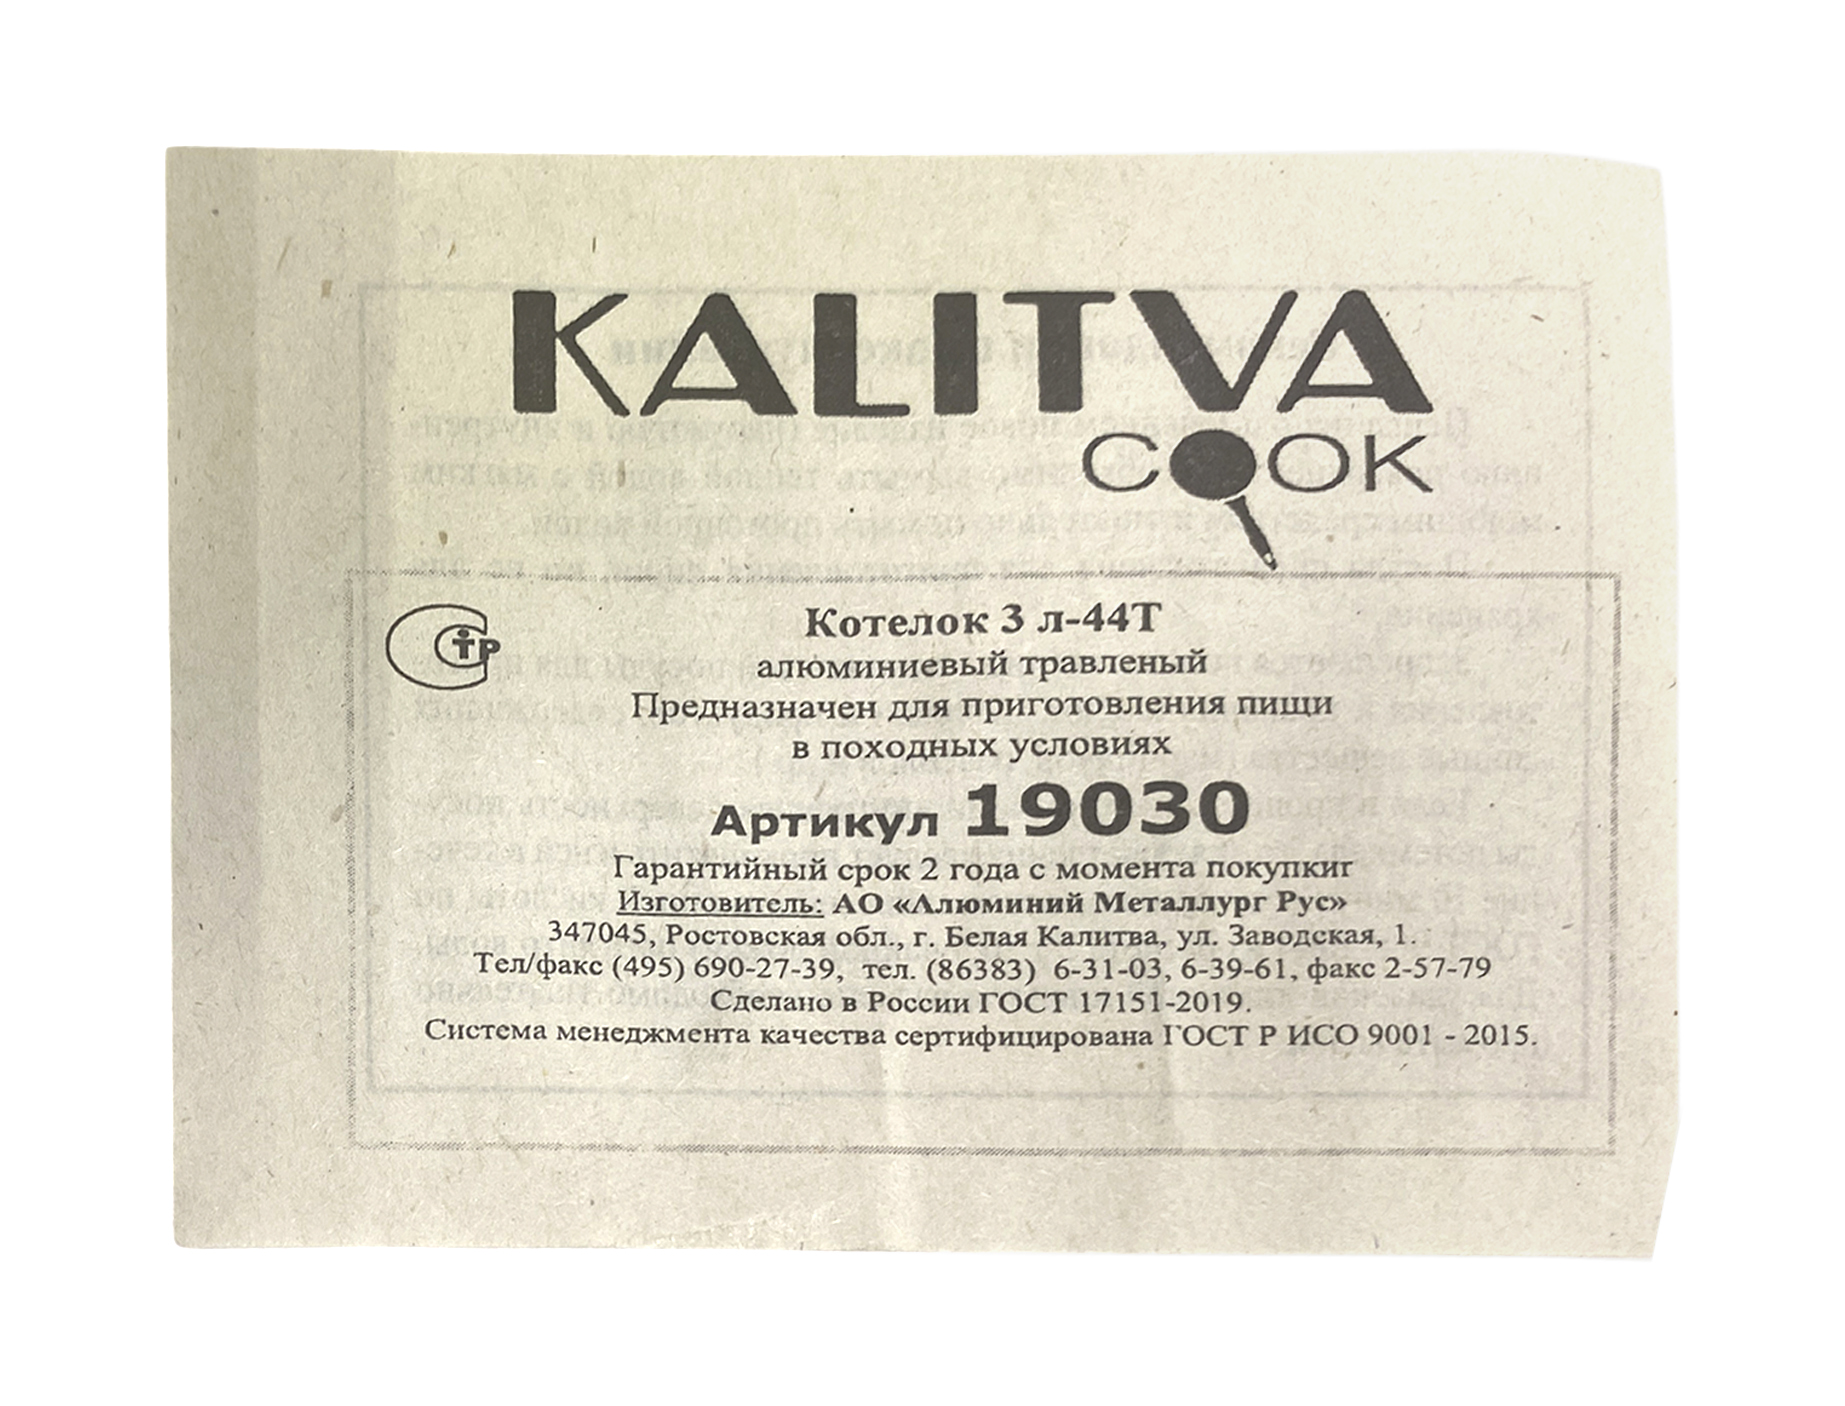 KALITVA
COOK
Стр
Котелок 3 л-44Т
алюминиевый травленый
Предназначен для приготовления пищи
в походных условиях
Артикул 19030
Гарантийный срок 2 года с момента покупкиг
Изготовитель: АО «Алюминий Металлург Рус»
347045, Ростовская обл., г. Белая Калитва, ул. Заводская, 1.
Тел/факс (495) 690-27-39, тел. (86383) 6-31-03, 6-39-61, факс 2-57-79
Сделано в России ГОСТ 17151-2019.
Система менеджмента качества сертифицирована ГОСТ Р ИСО 9001 - 2015.